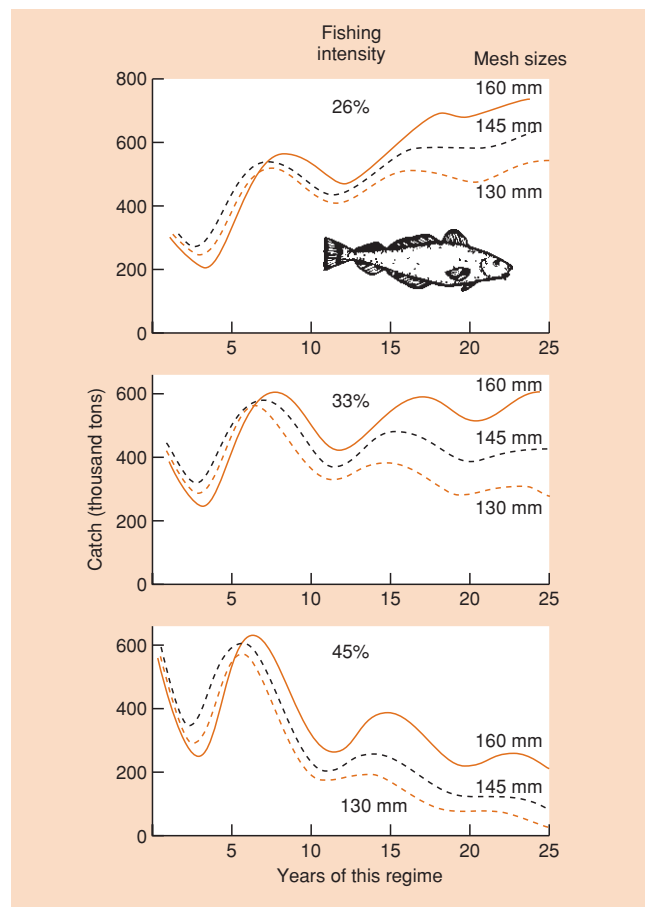 Fishing intensity
Mesh sizes
800
600
400
200
0
26%
160 mm
145 mm
130 mm
5 10 15 20 25
Catch (thousand tons)
600
400
200
0
33%
160 mm
145 mm
130 mm
5 10 15 20 25
600
400
200
0
45%
160 mm
145 mm
130 mm
5 10 15 20 25
Years of this regime